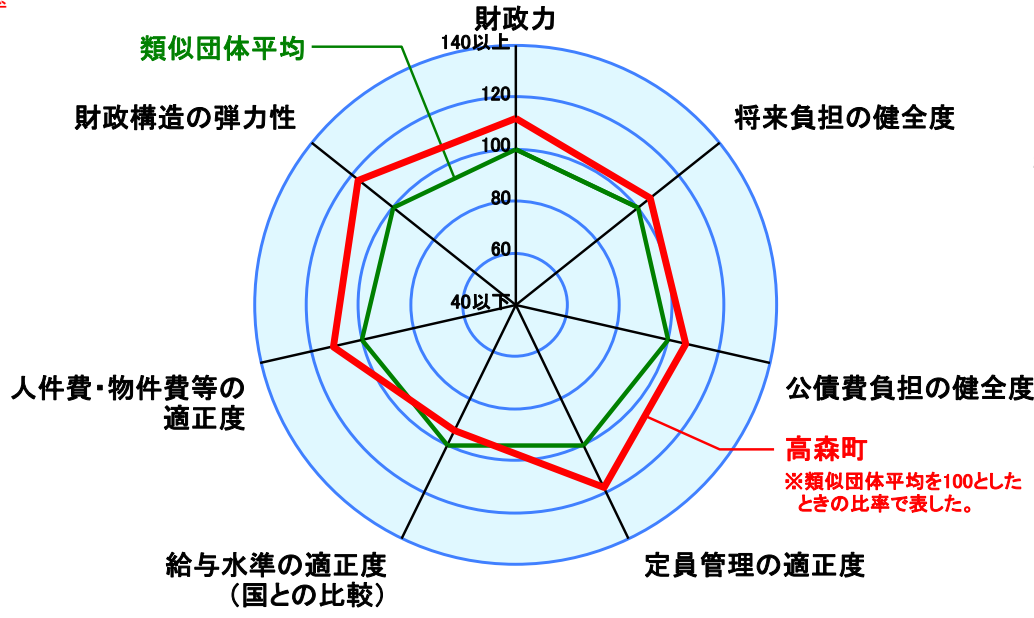 財政力
140以上
類似団体平均
120
財政構造の弾力性
将来負担の健全度
100
80
60
40以下
人件費・物件費等の
適正度
公債費負担の健全度
高森町
※類似団体平均を100とした
ときの比率で表した。
給与水準の適正度
（国との比較）
定員管理の適正度